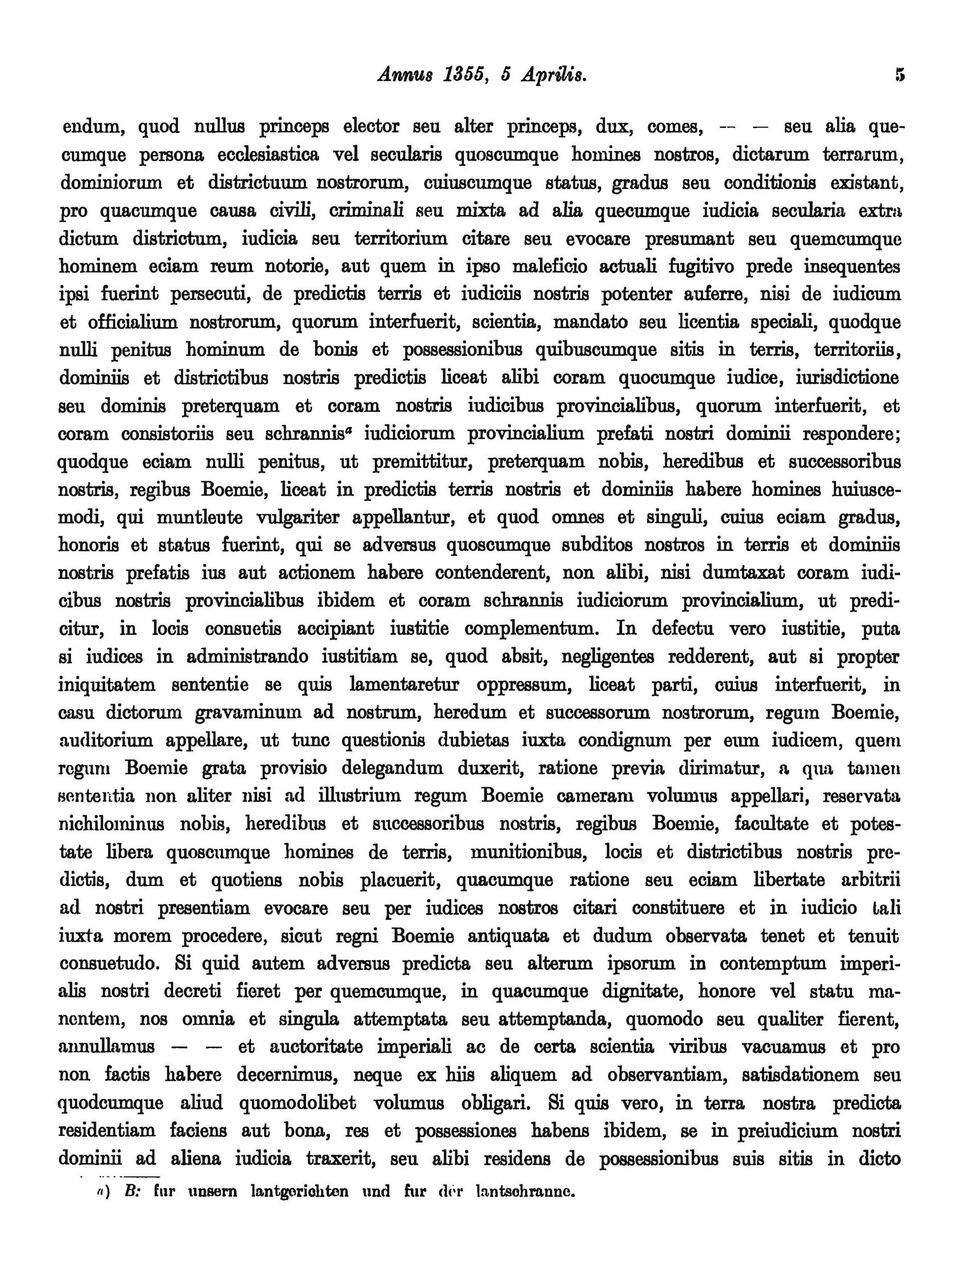 Annus 1355, 5 Aprilis. 5
endum, quod nullus princeps elector seu alter princeps, dux, comes, — — seu alia que-
cumque persona ecclesiastica vel secularis quoscumque homines nostros, dictarum terrarum,
dominiorum et districtuum nostrorum, cuiuscumque status, gradus seu conditionis existant,
pro quacumque causa civili, criminali seu mixta ad alia quecumque iudicia secularia extra
dictum districtum, iudicia seu territorium citare seu evocare presumant seu quemcumque
hominem eciam reum notorie, aut quem in ipso maleficio actuali fugitivo prede insequentes
ipsi fuerint persecuti, de predictis terris et iudiciis nostris potenter auferre, nisi de iudicum
et officialium nostrorum, quorum interfuerit, scientia, mandato seu licentia speciali, quodque
nulli penitus hominum de bonis et possessionibus quibuscumque sitis in terris, territoriis,
dominiis et districtibus nostris predictis liceat alibi coram quocumque iudice, iurisdictione
seu dominis preterquam et coram nostris iudicibus provincialibus, quorum interfuerit, et
coram consistoriis seu schrannisª iudiciorum provincialium prefati nostri dominii respondere;
quodque eciam nulli penitus, ut premittitur, preterquam nobis, heredibus et successoribus
nostris, regibus Boemie, liceat in predictis terris nostris et dominiis habere homines huiusce-
modi, qui muntleute vulgariter appellantur, et quod omnes et singuli, cuius eciam gradus,
honoris et status fuerint, qui se adversus quoscumque subditos nostros in terris et dominiis
nostris prefatis ius aut actionem habere contenderent, non alibi, nisi dumtaxat coram iudi-
cibus nostris provincialibus ibidem et coram schrannis iudiciorum provincialium, ut predi-
citur, in locis consuetis accipiant iustitie complementum. In defectu vero iustitie, puta
si iudices in administrando iustitiam se, quod absit, negligentes redderent, aut si propter
iniquitatem sententie se quis lamentaretur oppressum, liceat parti, cuius interfuerit, in
casu dictorum gravaminum ad nostrum, heredum et successorum nostrorum, regum Boemie,
auditorium appellare, ut tunc questionis dubietas iuxta condignum per eum iudicem, quem
regum Boemie grata provisio delegandum duxerit, ratione previa dirimatur, a qua tamen
sententia non aliter nisi ad illustrium regum Boemie cameram volumus appellari, reservata
nichilominus nobis, heredibus et successoribus nostris, regibus Boemie, facultate et potes-
tate libera quoscumque homines de terris, munitionibus, locis et districtibus nostris pre-
dictis, dum et quotiens nobis placuerit, quacumque ratione seu eciam libertate arbitrii
ad nostri presentiam evocare seu per iudices nostros citari constituere et in iudicio tali
iuxta morem procedere, sicut regni Boemie antiquata et dudum observata tenet et tenuit
consuetudo. Si quid autem adversus predicta seu alterum ipsorum in contemptum imperi-
alis nostri decreti fieret per quemcumque, in quacumque dignitate, honore vel statu ma-
nentem, nos omnia et singula attemptata seu attemptanda, quomodo seu qualiter fierent,
annullamus — — et auctoritate imperiali ac de certa scientia viribus vacuamus et pro
non factis habere decernimus, neque ex hiis aliquem ad observantiam, satisdationem seu
quodcumque aliud quomodolibet volumus obligari. Si quis vero, in terra nostra predicta
residentiam faciens aut bona, res et possessiones habens ibidem, se in preiudicium nostri
dominii ad aliena iudicia traxerit, seu alibi residens de possessionibus suis sitis in dicto
a) B: fur unsern lantgerichten und fur der lantschranne.